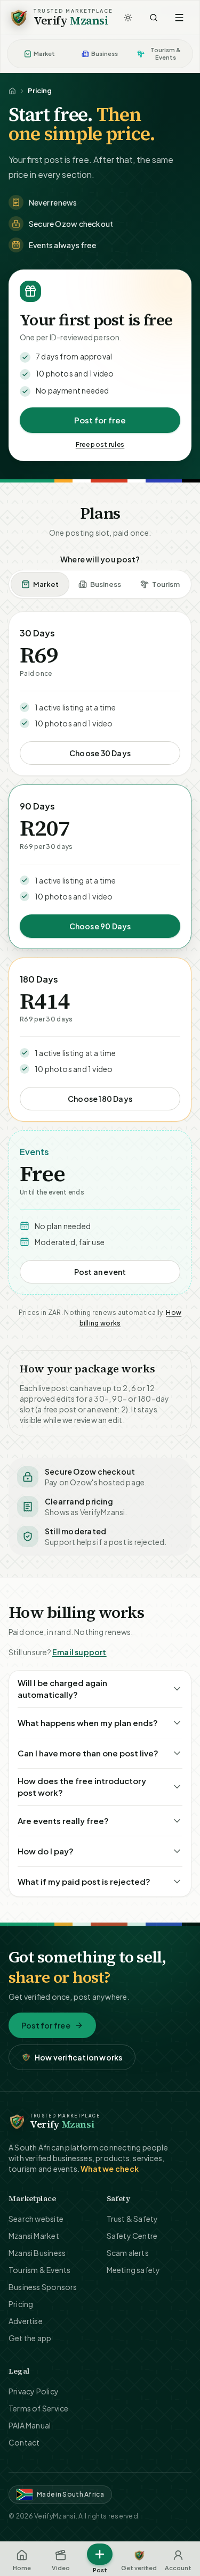 TRUSTED MARKETPLACE
Verify Mzansi
Market
Business
Tourism &
Events
Pricing
Start free. Then
one simple price.
Your first post is free. After that, the same
price on every section.
Never renews
Secure Ozow checkout
Events always free
Your first post is free
One per ID-verified person.
7 days from approval
10 photos and 1 video
No payment needed
Post for free
Free post rules
Plans
One posting slot, paid once.
Where will you post?
Market
Business
Tourism
30 Days
R69
Paid once
1 active listing at a time
10 photos and 1 video
Choose 30 Days
90 Days
R207
R69 per 30 days
1 active listing at a time
10 photos and 1 video
Choose 90 Days
180 Days
R414
R69 per 30 days
1 active listing at a time
10 photos and 1 video
Choose 180 Days
Events
Free
Until the event ends
No plan needed
Moderated, fair use
Post an event
Prices in ZAR. Nothing renews automatically. How
billing works
How your package works
Each live post can have up to 2, 6 or 12
approved edits for a 30-, 90- or 180-day
slot (a free post or an event: 2). It stays
visible while we review an edit.
Secure Ozow checkout
Pay on Ozow's hosted page.
Clear rand pricing
Shows as VerifyMzansi.
Still moderated
Support helps if a post is rejected.
How billing works
Paid once, in rand. Nothing renews.
Still unsure? Email support
Will I be charged again
automatically?
What happens when my plan ends?
Can I have more than one post live?
How does the free introductory
post work?
Are events really free?
How do I pay?
What if my paid post is rejected?
Got something to sell,
share or host?
Get verified once, post anywhere.
Post for free
How verification works
TRUSTED MARKETPLACE
Verify Mzansi
A South African platform connecting people
with verified businesses, products, services,
tourism and events. What we check
Marketplace
Search website
Mzansi Market
Mzansi Business
Tourism & Events
Business Sponsors
Pricing
Advertise
Get the app
Safety
Trust & Safety
Safety Centre
Scam alerts
Meeting safety
Legal
Privacy Policy
Terms of Service
PAIA Manual
Contact
Made in South Africa
© 2026 VerifyMzansi. All rights reserved.
Home
Video
Post
Get verified
Account